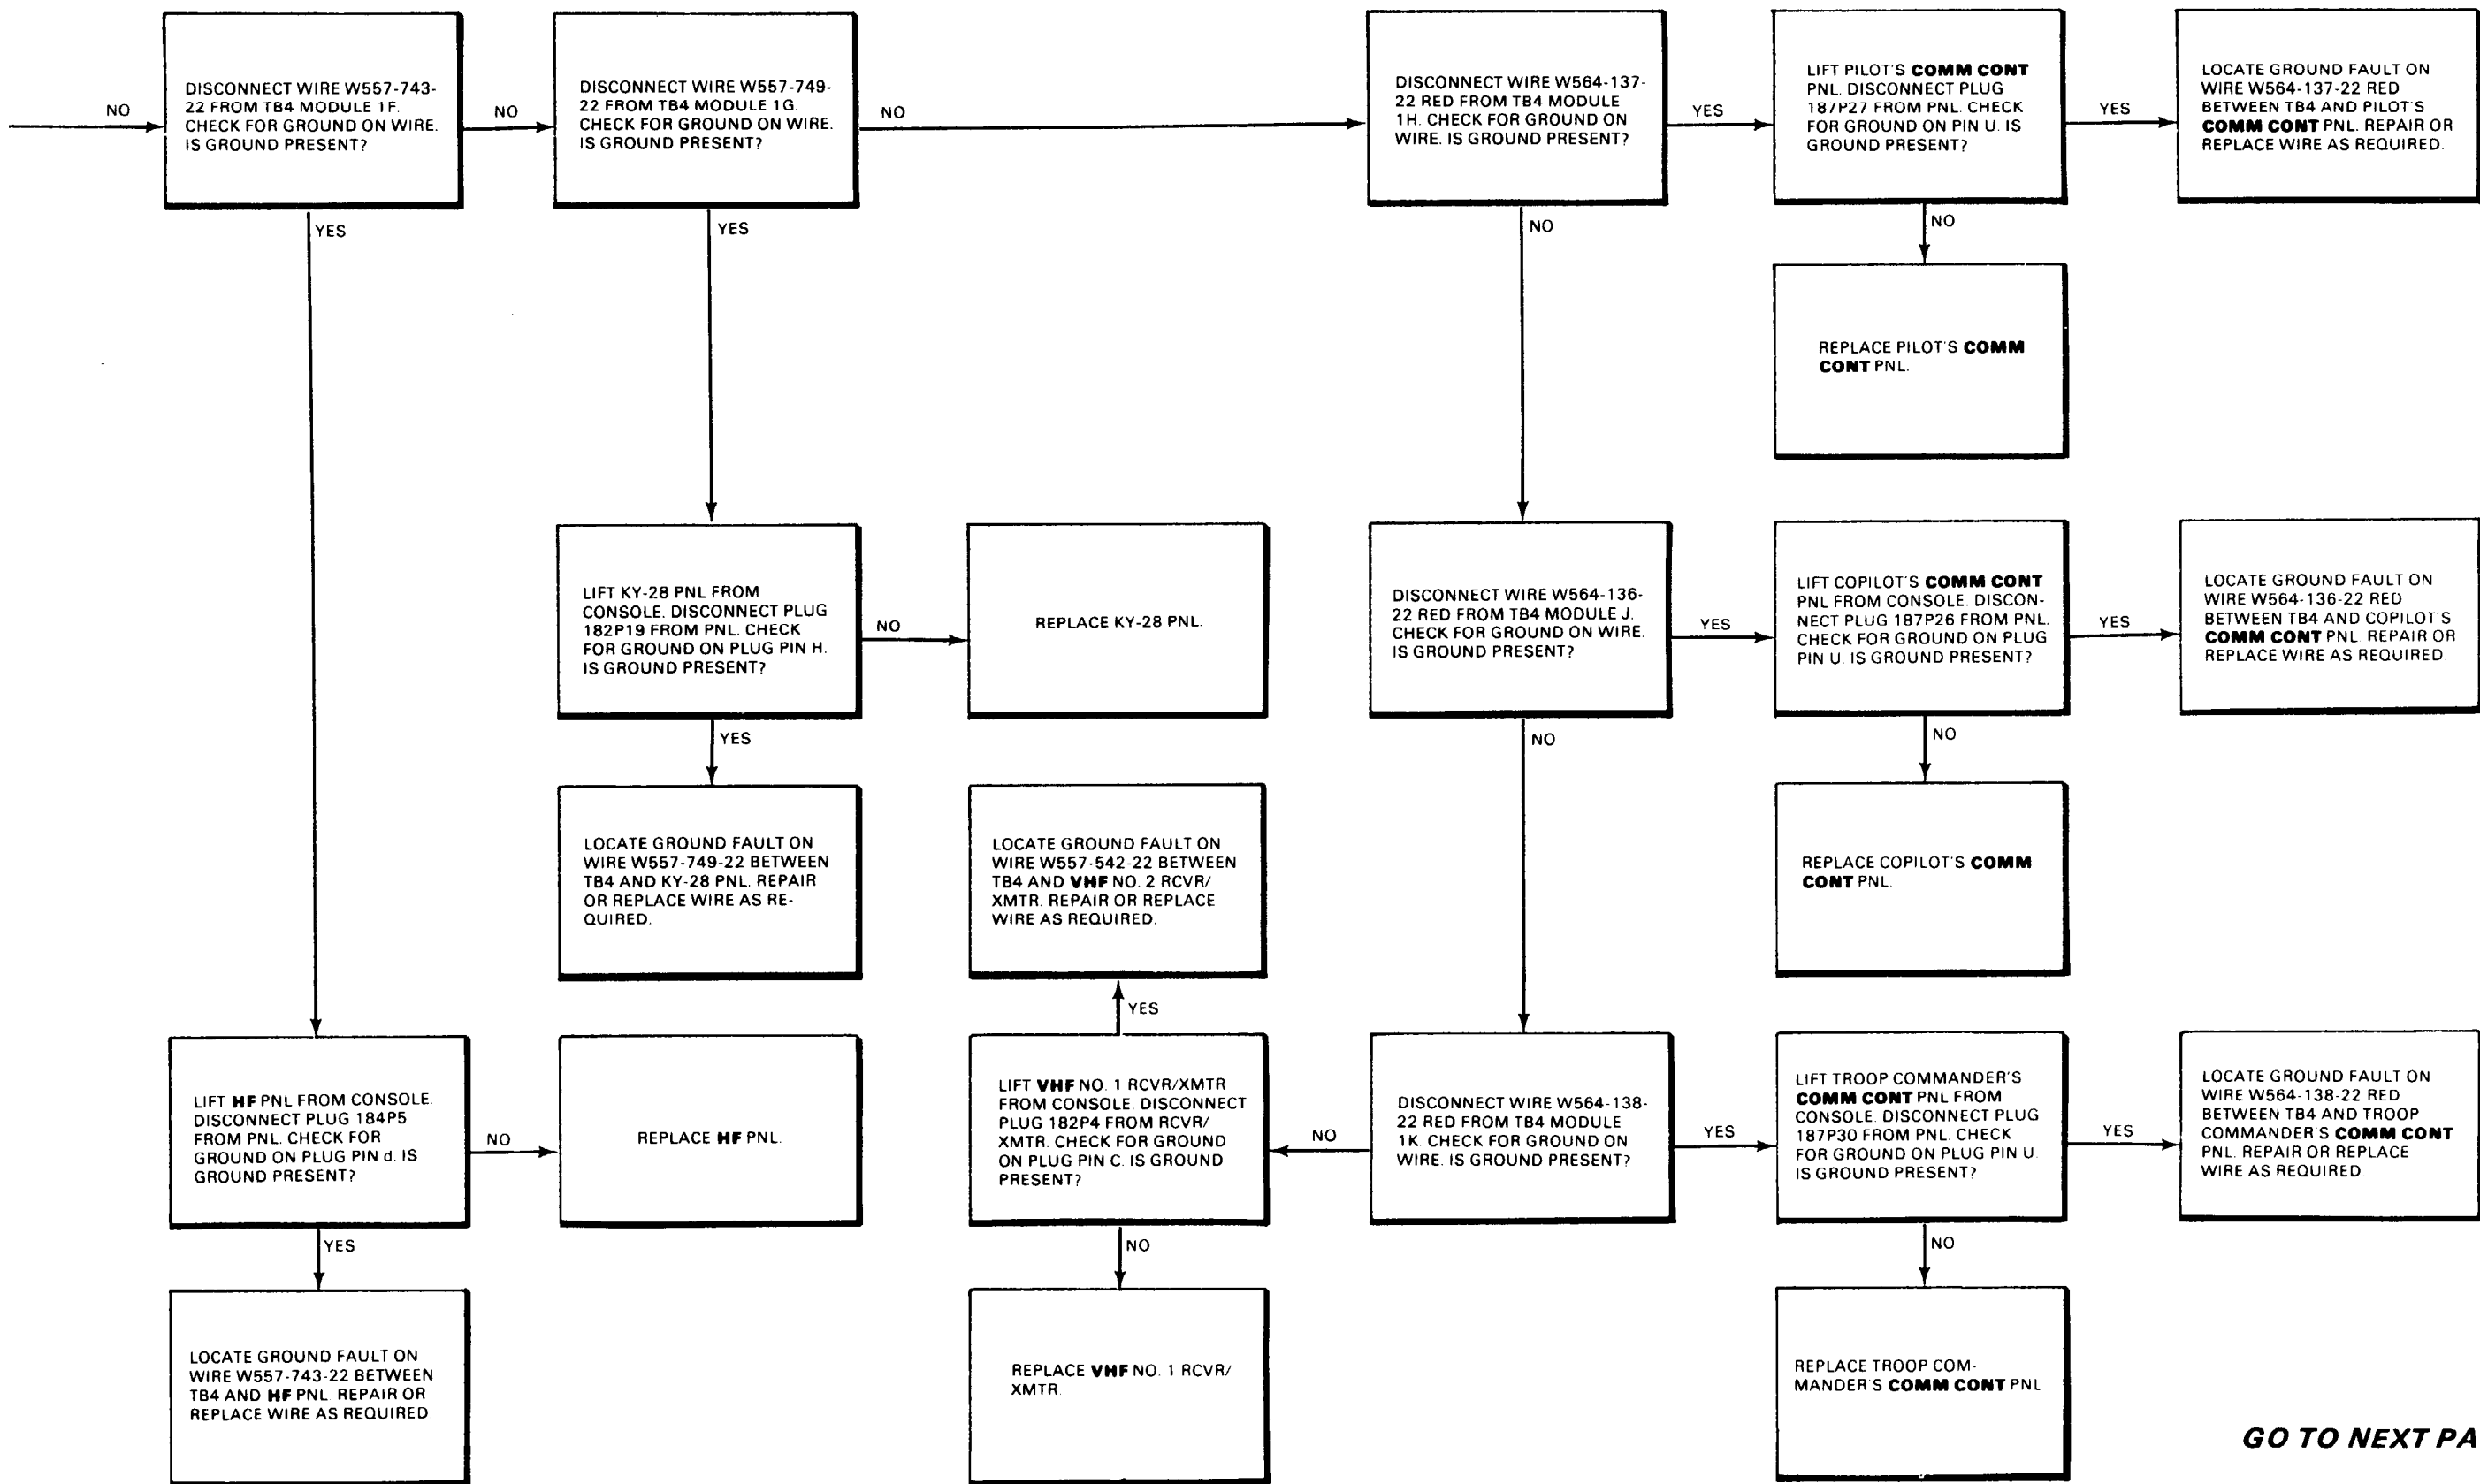 NO
DISCONNECT WIRE W557-743-
22 FROM TB4 MODULE 1F.
CHECK FOR GROUND ON WIRE.
IS GROUND PRESENT?
NO
DISCONNECT WIRE W557-749-
22 FROM TB4 MODULE 1G.
CHECK FOR GROUND ON WIRE.
IS GROUND PRESENT?
NO
DISCONNECT WIRE W564-137-
22 RED FROM TB4 MODULE
1H. CHECK FOR GROUND ON
WIRE. IS GROUND PRESENT?
YES
LIFT PILOT'S COMM CONT
PNL. DISCONNECT PLUG
187P27 FROM PNL. CHECK
FOR GROUND ON PIN U. IS
GROUND PRESENT?
YES
LOCATE GROUND FAULT ON
WIRE W564-137-22 RED
BETWEEN TB4 AND PILOT'S
COMM CONT PNL. REPAIR OR
REPLACE WIRE AS REQUIRED.
YES
YES
NO
NO
REPLACE PILOT'S COMM
CONT PNL.
LIFT KY-28 PNL FROM
CONSOLE. DISCONNECT PLUG
182P19 FROM PNL. CHECK
FOR GROUND ON PLUG PIN H.
IS GROUND PRESENT?
NO
REPLACE KY-28 PNL.
DISCONNECT WIRE W564-136-
22 RED FROM TB4 MODULE J.
CHECK FOR GROUND ON WIRE.
IS GROUND PRESENT?
YES
LIFT COPILOT'S COMM CONT
PNL FROM CONSOLE. DISCON-
NECT PLUG 187P26 FROM PNL.
CHECK FOR GROUND ON PLUG
PIN U. IS GROUND PRESENT?
YES
LOCATE GROUND FAULT ON
WIRE W564-136-22 RED
BETWEEN TB4 AND COPILOT'S
COMM CONT PNL. REPAIR OR
REPLACE WIRE AS REQUIRED.
YES
NO
NO
LOCATE GROUND FAULT ON
WIRE W557-749-22 BETWEEN
TB4 AND KY-28 PNL. REPAIR
OR REPLACE WIRE AS RE-
QUIRED.
LOCATE GROUND FAULT ON
WIRE W557-542-22 BETWEEN
TB4 AND VHF NO. 2 RCVR/
XMTR. REPAIR OR REPLACE
WIRE AS REQUIRED.
REPLACE COPILOT'S COMM
CONT PNL.
YES
LIFT HF PNL FROM CONSOLE.
DISCONNECT PLUG 184P5
FROM PNL. CHECK FOR
GROUND ON PLUG PIN d. IS
GROUND PRESENT?
NO
REPLACE HF PNL.
LIFT VHF NO. 1 RCVR/XMTR
FROM CONSOLE. DISCONNECT
PLUG 182P4 FROM RCVR/
XMTR. CHECK FOR GROUND
ON PLUG PIN C. IS GROUND
PRESENT?
NO
DISCONNECT WIRE W564-138-
22 RED FROM TB4 MODULE
1K. CHECK FOR GROUND ON
WIRE. IS GROUND PRESENT?
YES
LIFT TROOP COMMANDER'S
COMM CONT PNL FROM
CONSOLE. DISCONNECT PLUG
187P30 FROM PNL. CHECK
FOR GROUND ON PLUG PIN U.
IS GROUND PRESENT?
YES
LOCATE GROUND FAULT ON
WIRE W564-138-22 RED
BETWEEN TB4 AND TROOP
COMMANDER'S COMM CONT
PNL. REPAIR OR REPLACE
WIRE AS REQUIRED.
YES
NO
NO
LOCATE GROUND FAULT ON
WIRE W557-743-22 BETWEEN
TB4 AND HF PNL. REPAIR OR
REPLACE WIRE AS REQUIRED.
REPLACE VHF NO. 1 RCVR/
XMTR.
REPLACE TROOP COM-
MANDER'S COMM CONT PNL.
GO TO NEXT PA